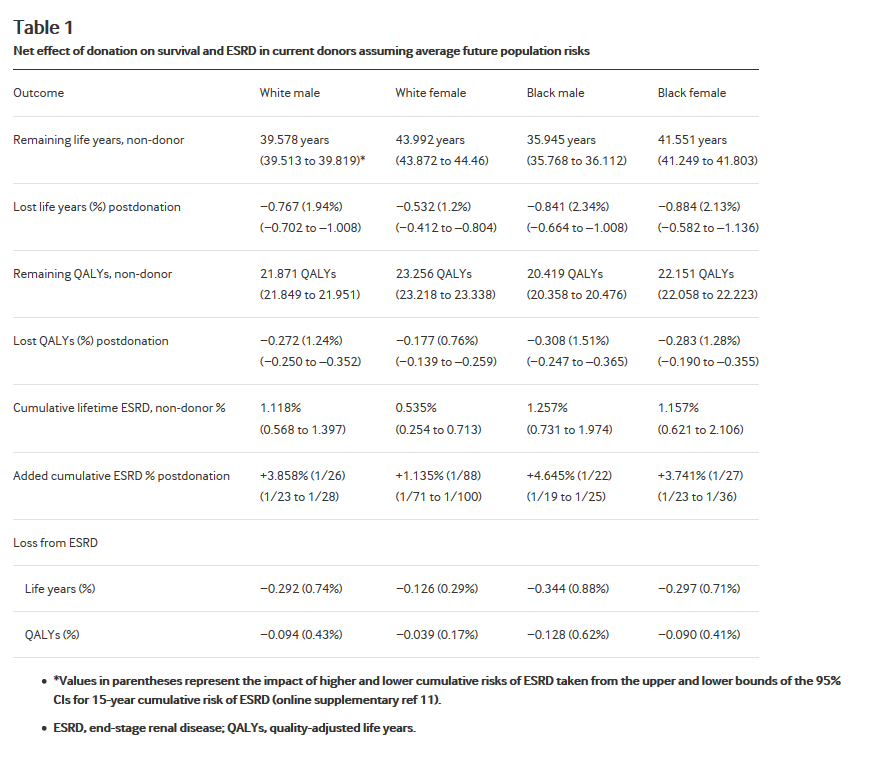 Table 1
Net effect of donation on survival and ESRD in current donors assuming average future population risks
Outcome White male White female Black male Black female
Remaining life years, non-donor 39.578 years 43.992 years 35.945 years 41.551 years
(39.513 to 39.819)* (43.872 to 44.46) (35.768 to 36.112) (41.249 to 41.803)
Lost life years (%) postdonation −0.767 (1.94%) −0.532 (1.2%) −0.841 (2.34%) −0.884 (2.13%)
(−0.702 to −1.008) (−0.412 to −0.804) (−0.664 to −1.008) (−0.582 to −1.136)
Remaining QALYs, non-donor 21.871 QALYs 23.256 QALYs 20.419 QALYs 22.151 QALYs
(21.849 to 21.951) (23.218 to 23.338) (20.358 to 20.476) (22.058 to 22.223)
Lost QALYs (%) postdonation −0.272 (1.24%) −0.177 (0.76%) −0.308 (1.51%) −0.283 (1.28%)
(−0.250 to −0.352) (−0.139 to −0.259) (−0.247 to −0.365) (−0.190 to −0.355)
Cumulative lifetime ESRD, non-donor % 1.118% 0.535% 1.257% 1.157%
(0.568 to 1.397) (0.254 to 0.713) (0.731 to 1.974) (0.621 to 2.106)
Added cumulative ESRD % postdonation +3.858% (1/26) +1.135% (1/88) +4.645% (1/22) +3.741% (1/27)
(1/23 to 1/28) (1/71 to 1/100) (1/19 to 1/25) (1/23 to 1/36)
Loss from ESRD
Life years (%) −0.292 (0.74%) −0.126 (0.29%) −0.344 (0.88%) −0.297 (0.71%)
QALYs (%) −0.094 (0.43%) −0.039 (0.17%) −0.128 (0.62%) −0.090 (0.41%)
• *Values in parentheses represent the impact of higher and lower cumulative risks of ESRD taken from the upper and lower bounds of the 95%
CIs for 15-year cumulative risk of ESRD (online supplementary ref 11).
• ESRD, end-stage renal disease; QALYs, quality-adjusted life years.